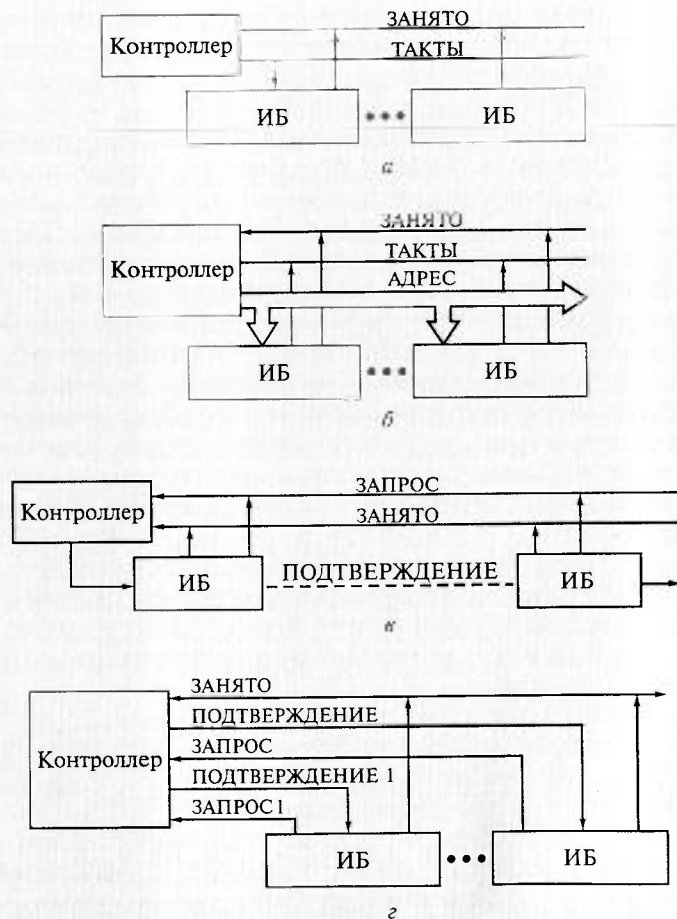 ЗАНЯТО
Контроллер
ТАКТЫ
ИБ ИБ
а
ЗАНЯТО
Контроллер
ТАКТЫ
АДРЕС
ИБ ИБ
б
ЗАПРОС
Контроллер
ЗАНЯТО
ИБ ПОДТВЕРЖДЕНИЕ ИБ
в
ЗАНЯТО
ПОДТВЕРЖДЕНИЕ
Контроллер
ЗАПРОС
ПОДТВЕРЖДЕНИЕ 1
ЗАПРОС 1
ИБ ИБ
г